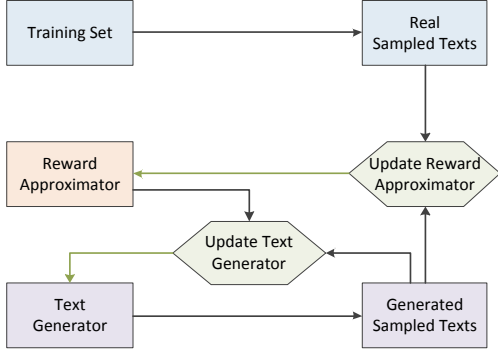 Training Set
Real
Sampled Texts
Reward
Approximator
Update Reward
Approximator
Update Text
Generator
Text
Generator
Generated
Sampled Texts